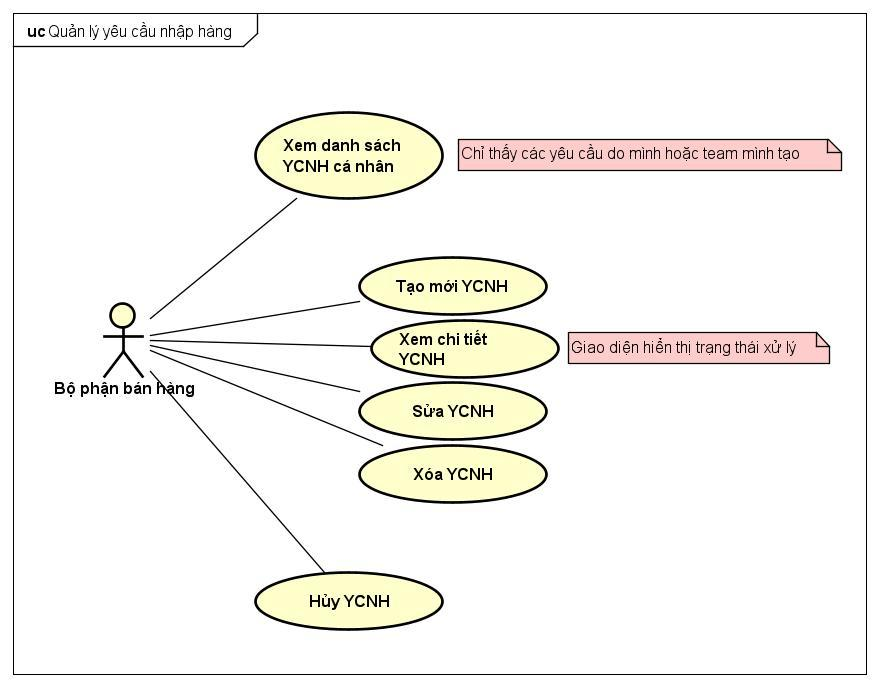 uc Quản lý yêu cầu nhập hàng
Xem danh sách
YCNH cá nhân
Chỉ thấy các yêu cầu do mình hoặc team mình tạo
Tạo mới YCNH
Xem chi tiết
YCNH
Giao diện hiển thị trạng thái xử lý
Bộ phận bán hàng
Sửa YCNH
Xóa YCNH
Hủy YCNH